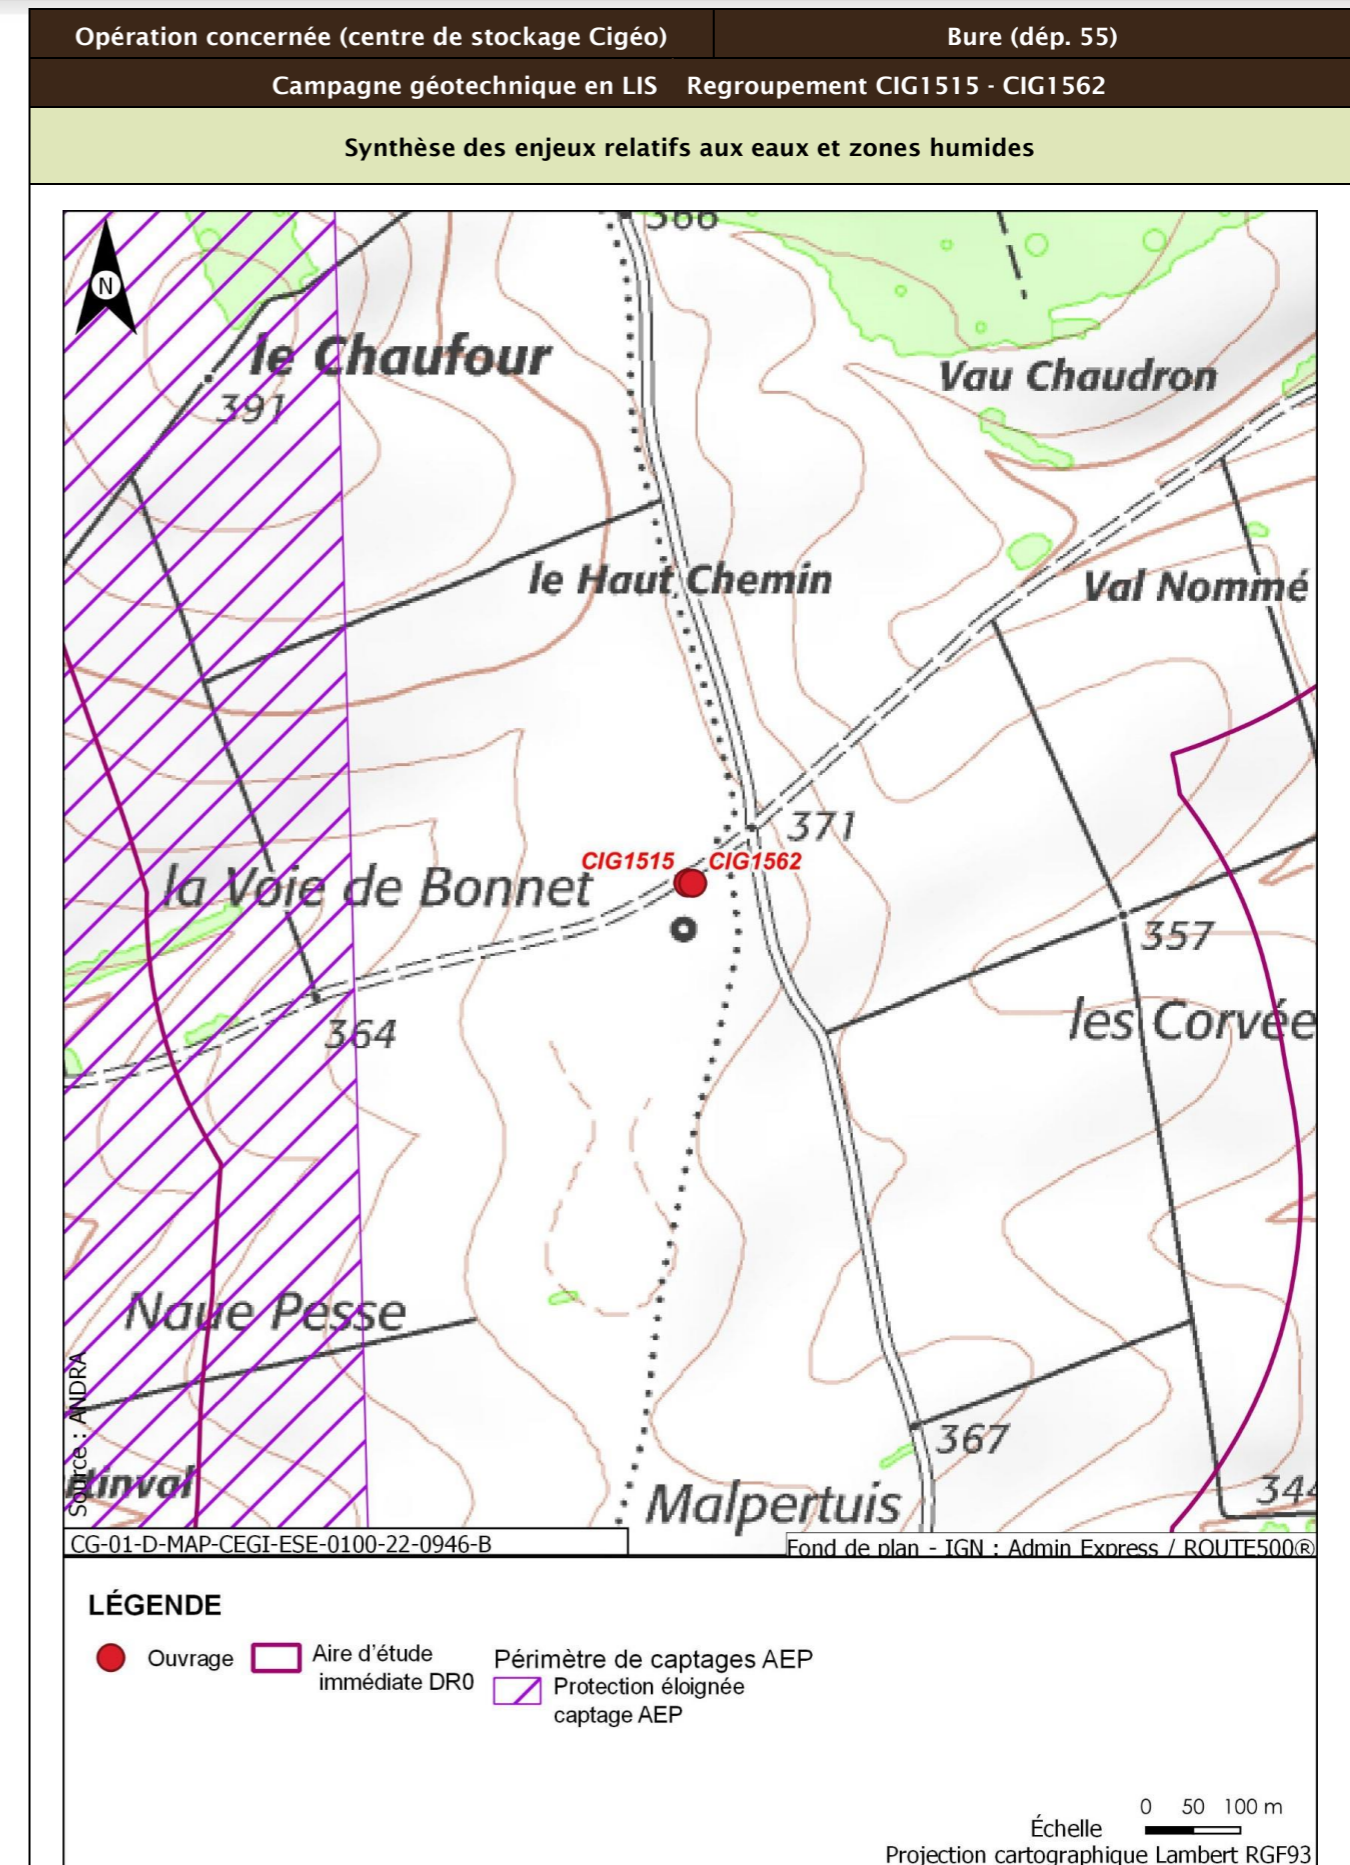 Opération concernée (centre de stockage Cigéo)
Bure (dép. 55)
Campagne géotechnique en LIS Regroupement CIG1515 - CIG1562
Synthèse des enjeux relatifs aux eaux et zones humides
366
N
le Chaufour
391
Vau Chaudron
le Haut Chemin
Val Nommé
371
CIG1515 CIG1562
la Voie de Bonnet
357
364
les Corvée
Naue Pesse
367
rtinval
Malpertuis
344
Source : ANDRA
CG-01-D-MAP-CEGI-ESE-0100-22-0946-B
Fond de plan - IGN : Admin Express / ROUTE500®
LÉGENDE
Ouvrage
Aire d'étude
immédiate DR0
Périmètre de captages AEP
Protection éloignée
captage AEP
0 50 100 m
Échelle
Projection cartographique Lambert RGF93